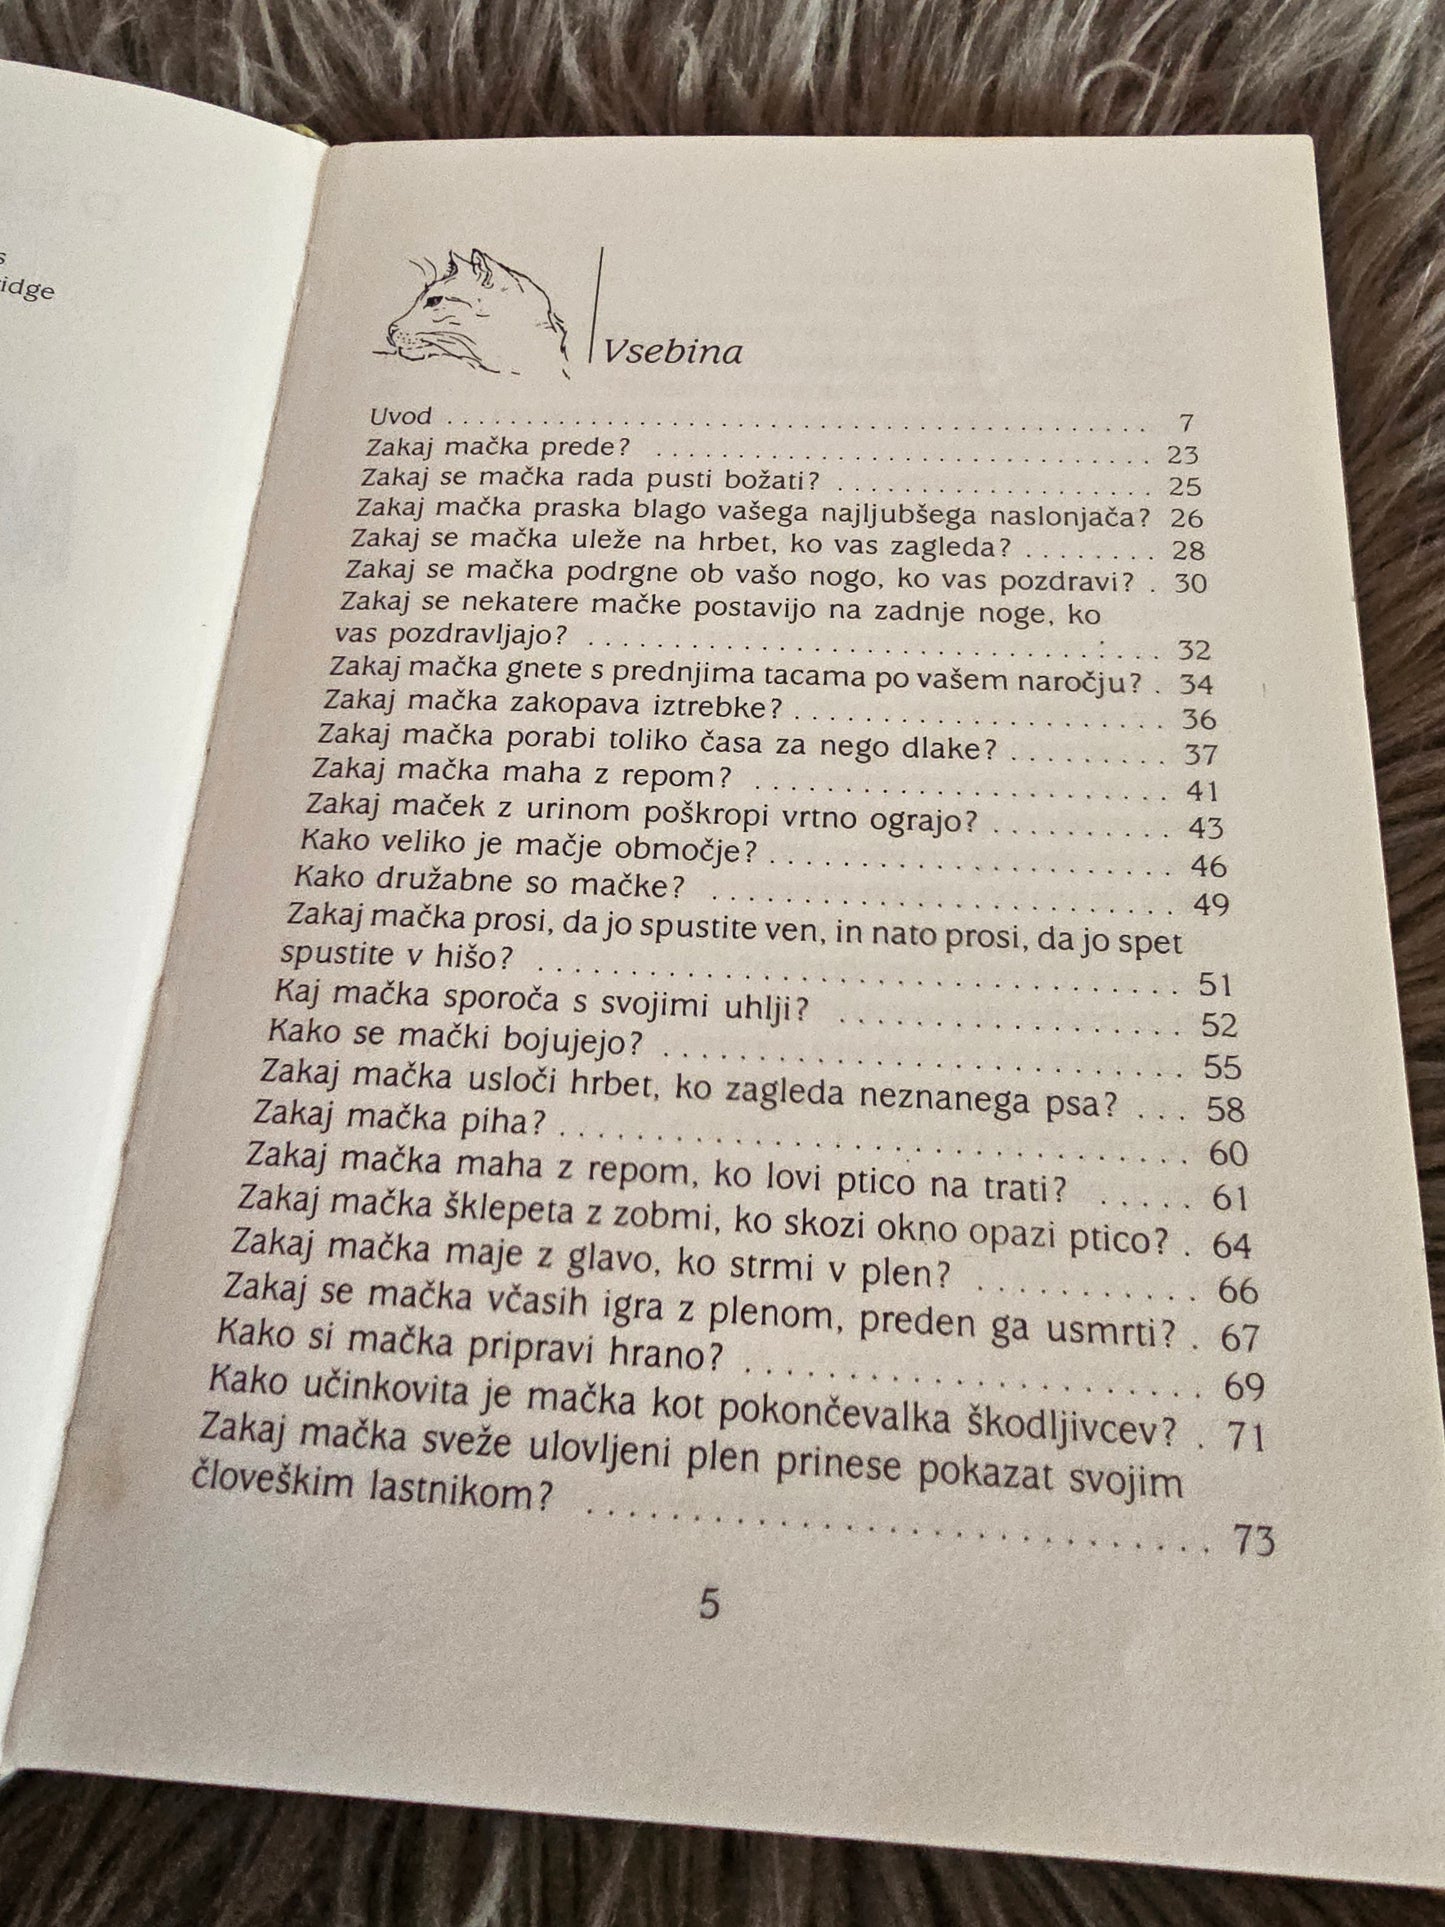 idge
Vsebina
Uvod . . . . . . . . . . . . . . . . . . . . . . . . . . . . . . . . . . . . . . . . . . . . . 7
Zakaj mačka prede? . . . . . . . . . . . . . . . . . . . . . . . . . . . . . . . . 23
Zakaj se mačka rada pusti božati? . . . . . . . . . . . . . . . . . . . . 25
Zakaj mačka praska blago vašega najljubšega naslonjača? 26
Zakaj se mačka uleže na hrbet, ko vas zagleda? . . . . . . . . 28
Zakaj se mačka podrgne ob vašo nogo, ko vas pozdravi? . 30
Zakaj se nekatere mačke postavijo na zadnje noge, ko
vas pozdravljajo? . . . . . . . . . . . . . . . . . . . . . . . . . . . . . . . . . . . 32
Zakaj mačka gnete s prednjima tacama po vašem naročju? . 34
Zakaj mačka zakopava iztrebke? . . . . . . . . . . . . . . . . . . . . . . 36
Zakaj mačka porabi toliko časa za nego dlake? . . . . . . . . . 37
Zakaj mačka maha z repom? . . . . . . . . . . . . . . . . . . . . . . . . 41
Zakaj maček z urinom poškropi vrtno ograjo? . . . . . . . . . . 43
Kako veliko je mačje območje? . . . . . . . . . . . . . . . . . . . . . . 46
Kako družabne so mačke? . . . . . . . . . . . . . . . . . . . . . . . . . . 49
Zakaj mačka prosi, da jo spustite ven, in nato prosi, da jo spet
spustite v hišo? . . . . . . . . . . . . . . . . . . . . . . . . . . . . . . . . . 51
Kaj mačka sporoča s svojimi uhlji? . . . . . . . . . . . . . . . . . . 52
Kako se mački bojujejo? . . . . . . . . . . . . . . . . . . . . . . . . . . . 55
Zakaj mačka usloči hrbet, ko zagleda neznanega psa? . . . 58
Zakaj mačka piha? . . . . . . . . . . . . . . . . . . . . . . . . . . . . . . . . 60
Zakaj mačka maha z repom, ko lovi ptico na trati? . . . . . 61
Zakaj mačka šklepeta z zobmi, ko skozi okno opazi ptico? . 64
Zakaj mačka maje z glavo, ko strmi v plen? . . . . . . . . . . . 66
Zakaj se mačka včasih igra z plenom, preden ga usmrti? . 67
Kako si mačka pripravi hrano? . . . . . . . . . . . . . . . . . . . . . . 69
Kako učinkovita je mačka kot pokončevalka škodljivcev? . 71
Zakaj mačka sveže ulovljeni plen prinese pokazat svojim
človeškim lastnikom? . . . . . . . . . . . . . . . . . . . . . . . . . . . . . . 73
5